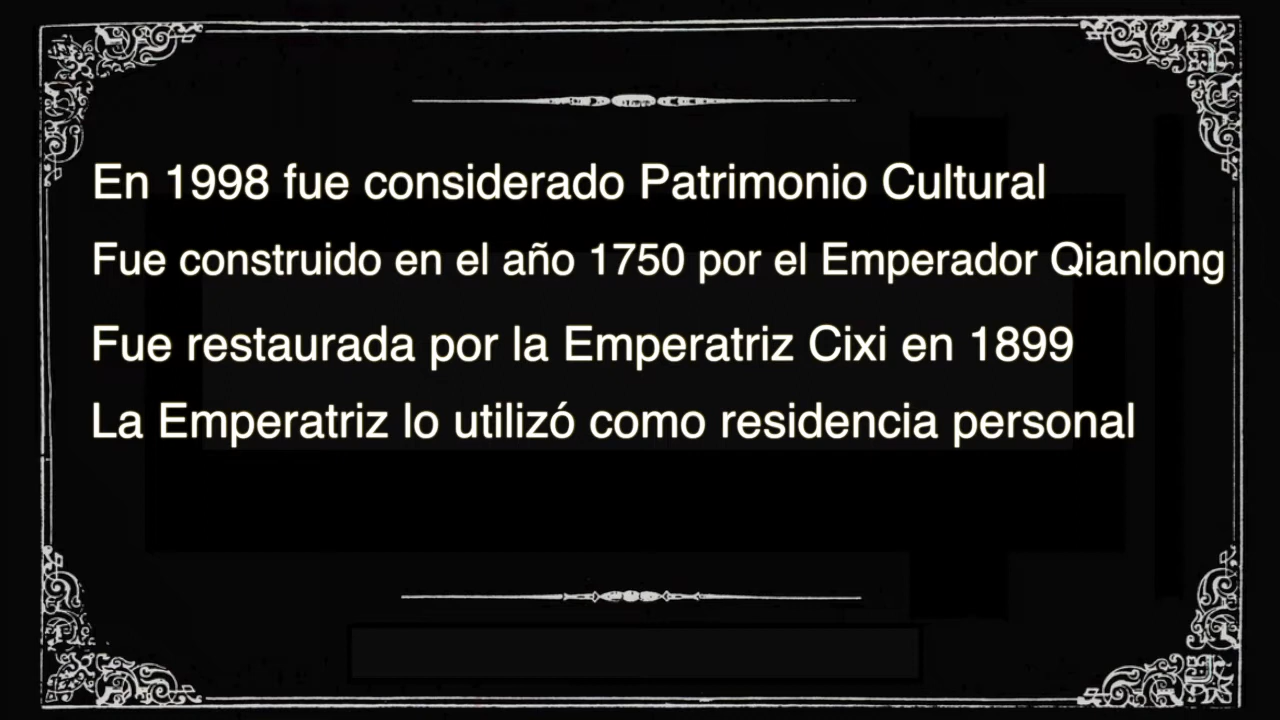 En 1998 fue considerado Patrimonio Cultural
Fue construido en el año 1750 por el Emperador Qianlong
Fue restaurada por la Emperatriz Cixi en 1899
La Emperatriz lo utilizó como residencia personal